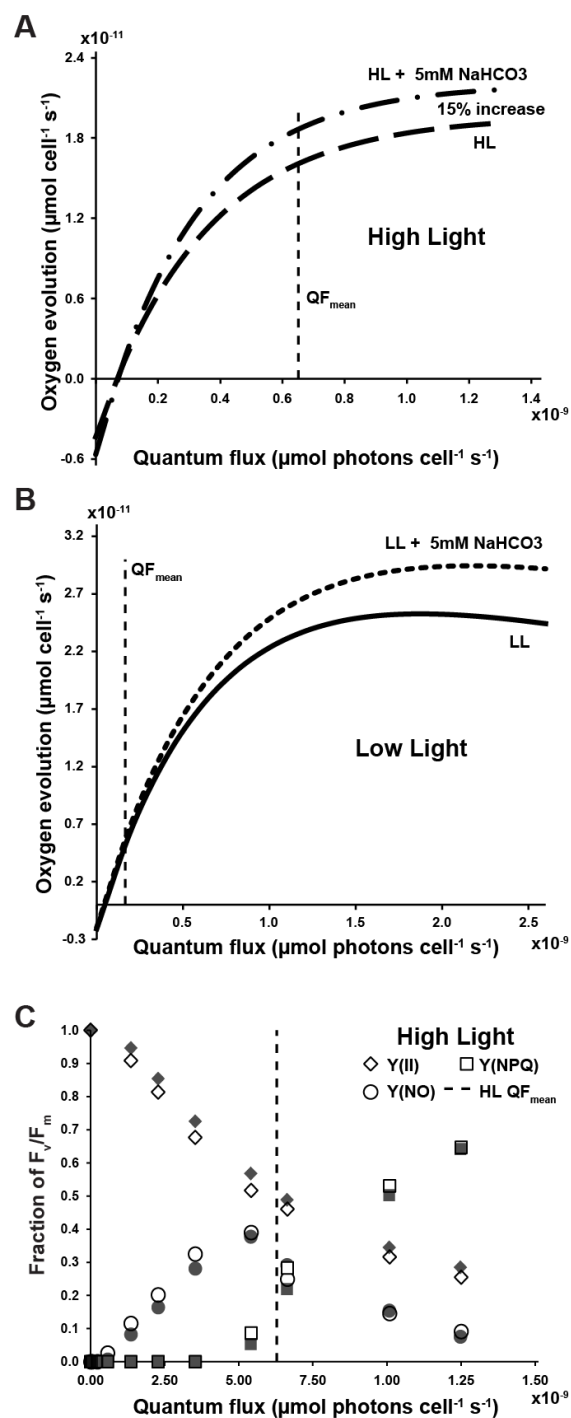 A
x10-11
2.4
1.8
1.2
0.6
0.0
-0.6
Oxygen evolution (µmol cell-1 s-1)
HL + 5mM NaHCO3
15% increase
HL
High Light
QFmean
0.2
0.4
0.6
0.8
1.0
1.2
1.4
x10-9
Quantum flux (µmol photons cell-1 s-1)
B
x10-11
3.2
2.7
2.2
1.7
1.2
0.7
0.2
-0.3
Oxygen evolution (µmol cell-1 s-1)
QFmean
LL + 5mM NaHCO3
LL
Low Light
0.5
1.0
1.5
2.0
2.5
x10-9
Quantum flux (µmol photons cell-1 s-1)
C
1.0
0.9
0.8
0.7
0.6
0.5
0.4
0.3
0.2
0.1
0.0
Fraction of Fv/Fm
High Light
Y(II)
Y(NPQ)
Y(NO)
HL QFmean
0.00
2.50
5.00
7.50
10.0
12.5
1.50
x10-9
Quantum flux (µmol photons cell-1 s-1)